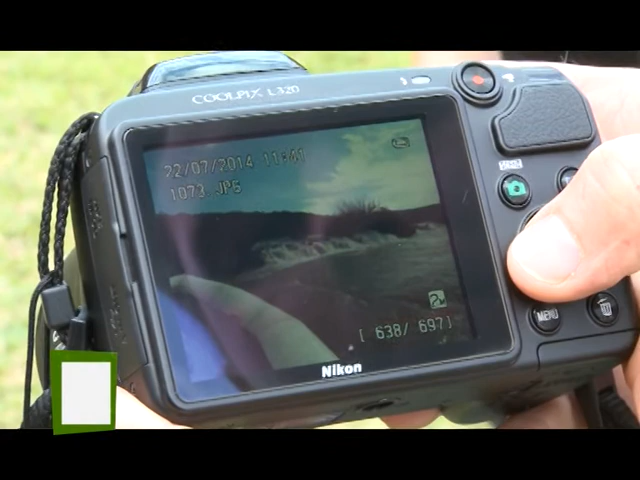 COOLPIX L320
22/07/2014 11:41
1073.JPG
[ 638/ 697]
MENU
Nikon